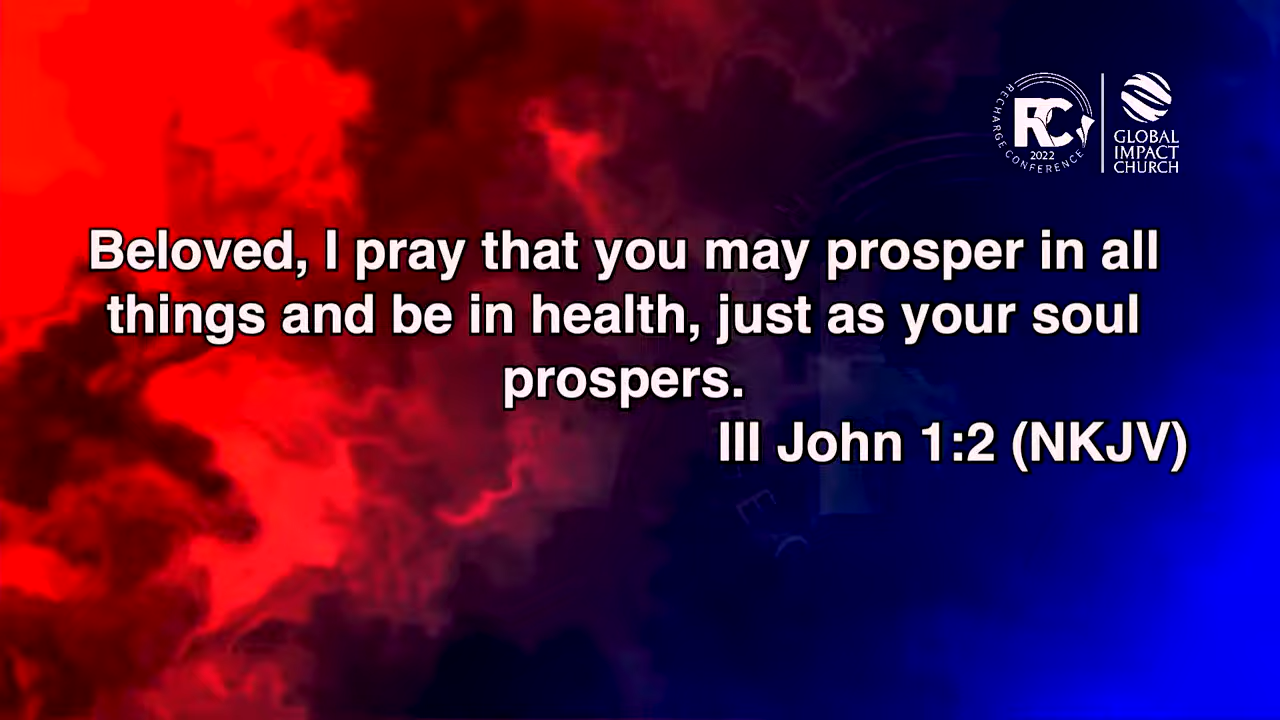 RECHARGE CONFERENCE
RC
2022
GLOBAL
IMPACT
CHURCH
Beloved, I pray that you may prosper in all
things and be in health, just as your soul
prospers.
III John 1:2 (NKJV)